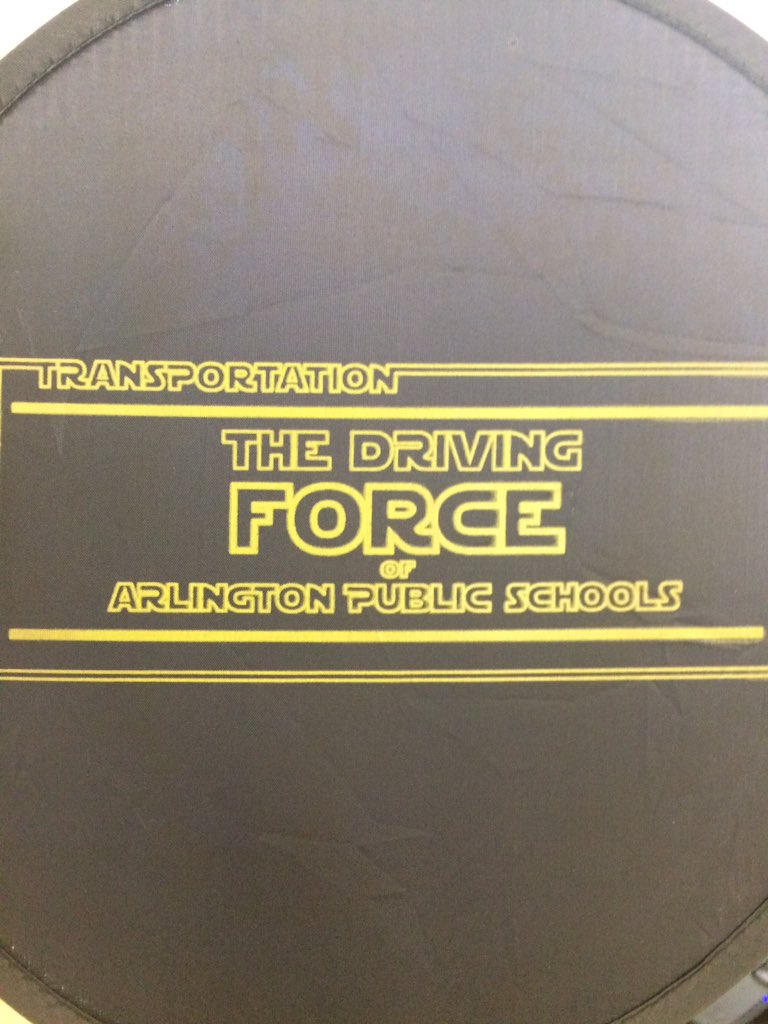 TRANSPORTATION
THE DRIVING
FORCE
OF
ARLINGTON PUBLIC SCHOOLS